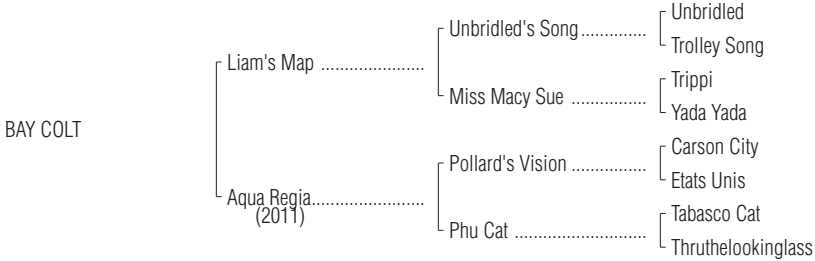 Unbridled
Unbridled's Song..............
Trolley Song
Liam's Map ......................
Trippi
Miss Macy Sue ................
Yada Yada
BAY COLT
Carson City
Pollard's Vision ................
Etats Unis
Aqua Regia........................
(2011)
Tabasco Cat
Phu Cat ............................
Thruthelookinglass